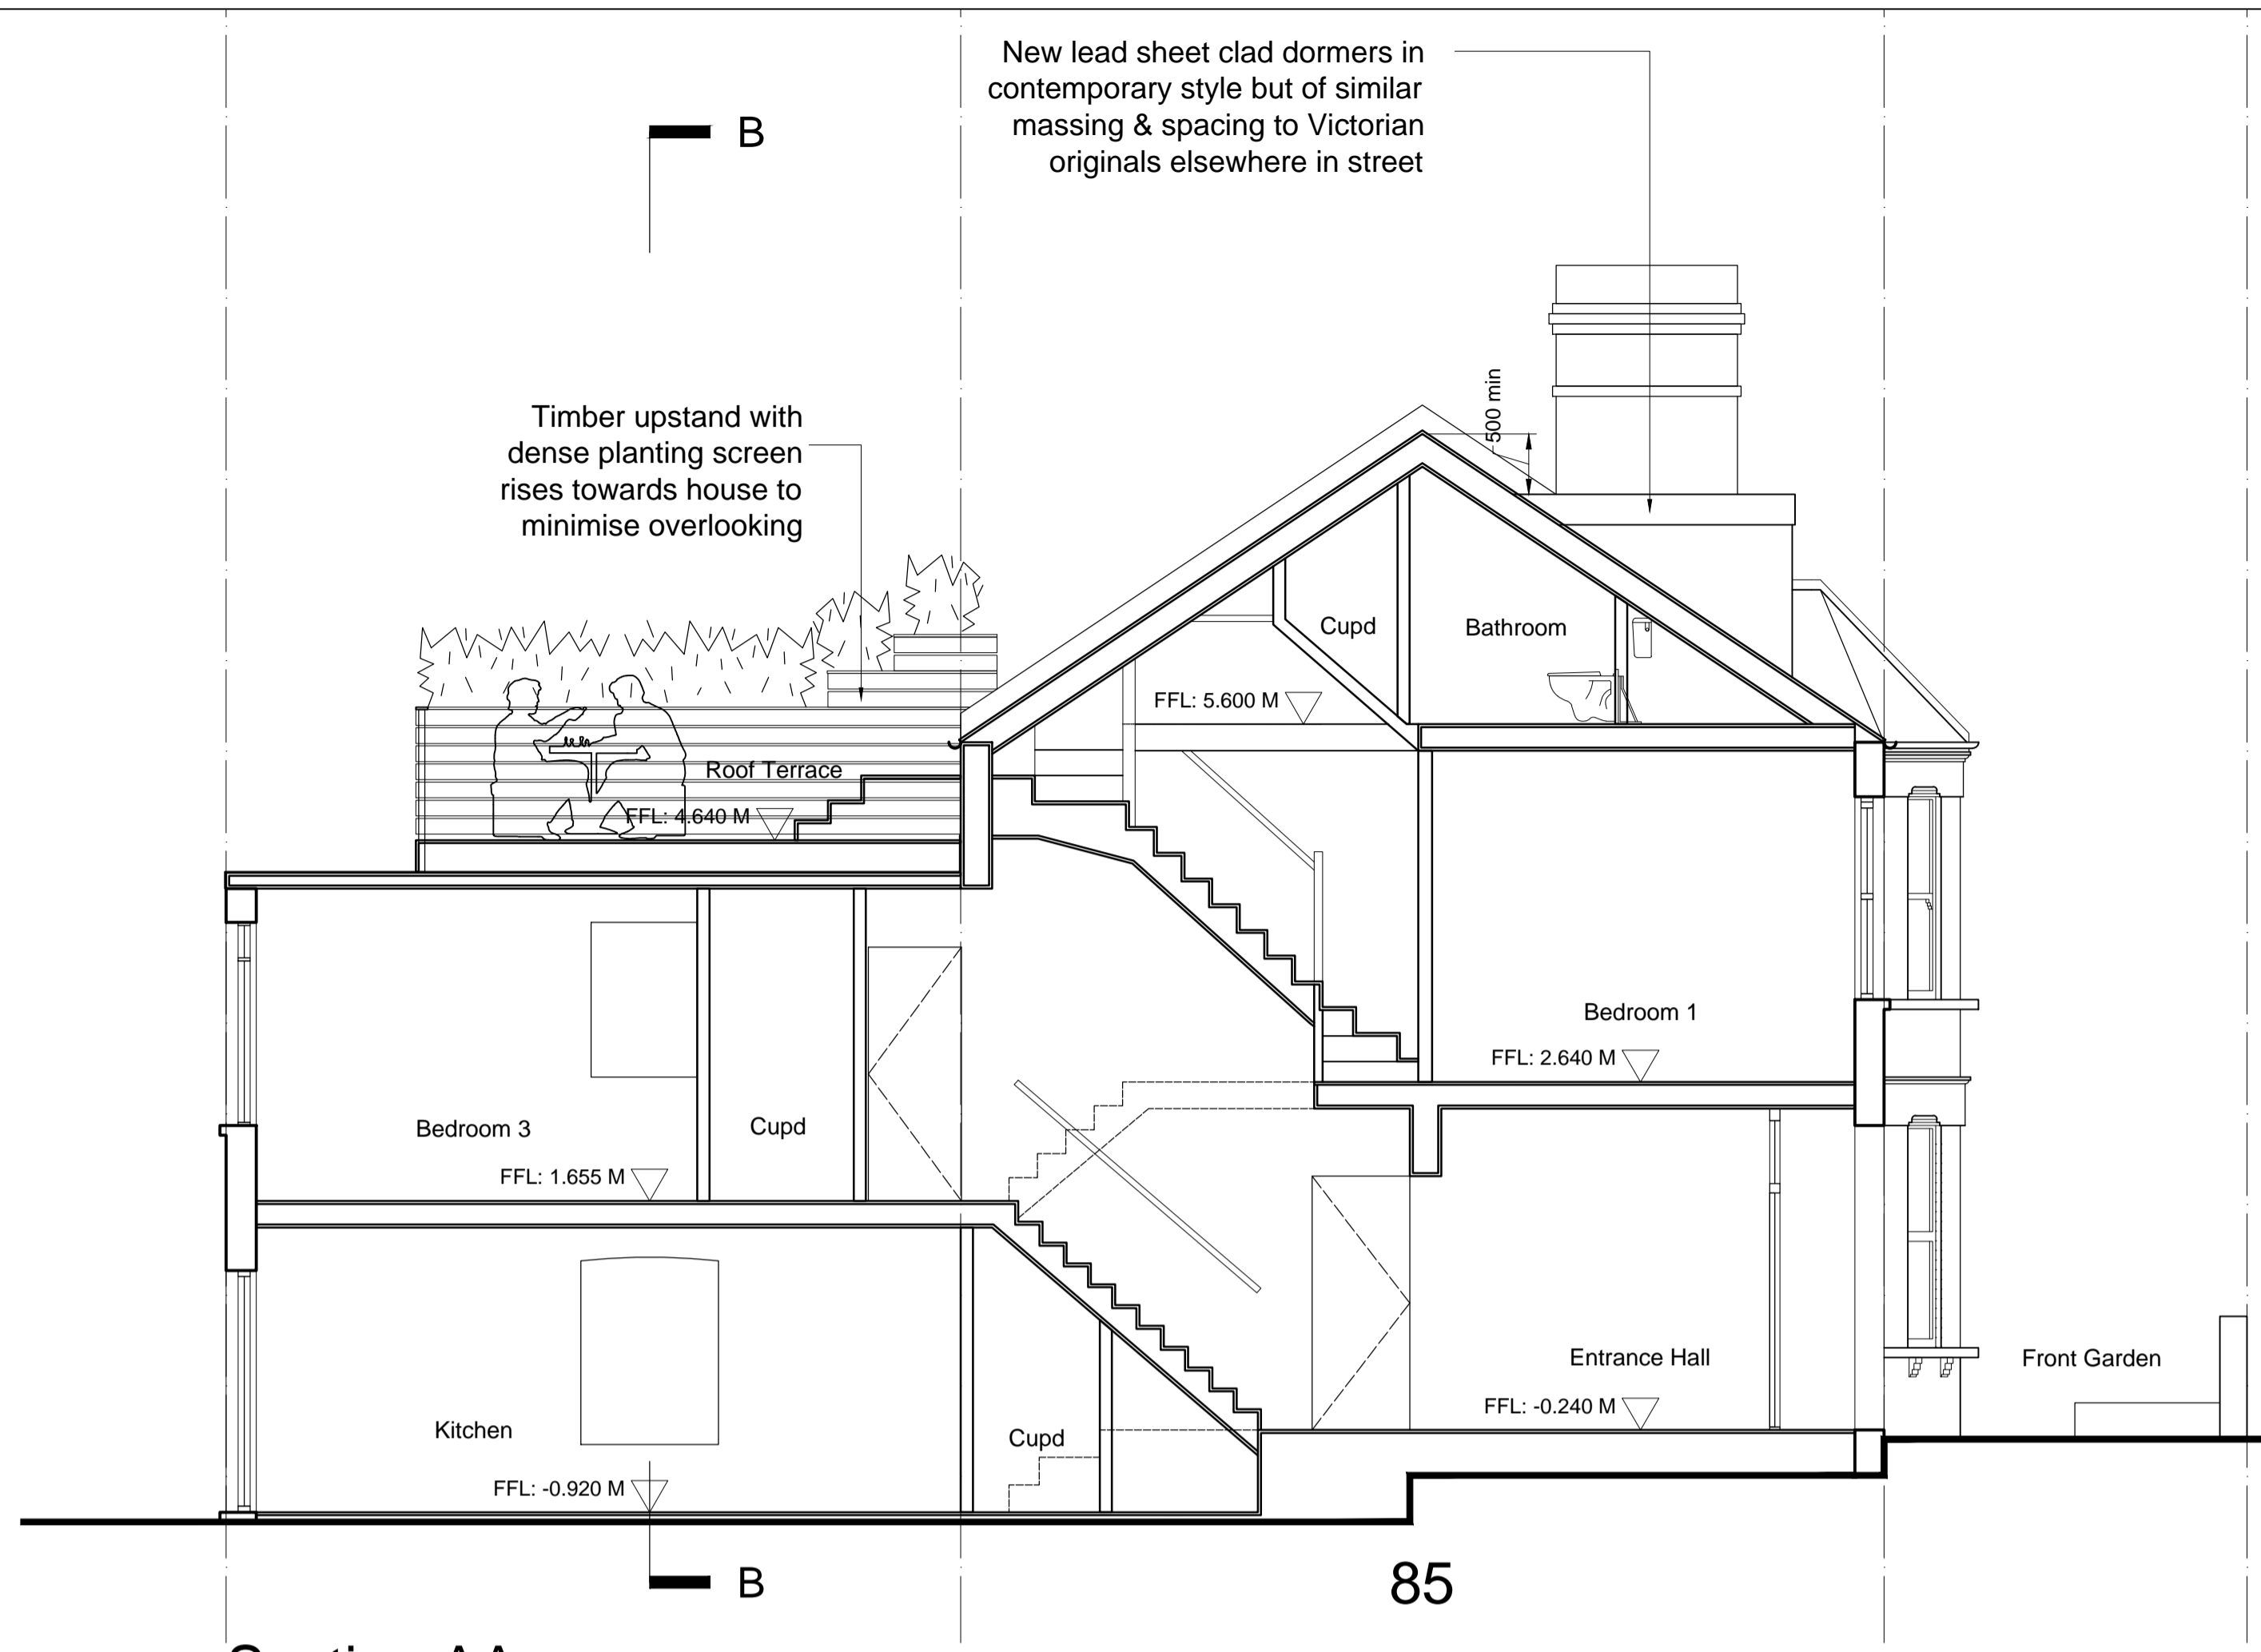 New lead sheet clad dormers in
contemporary style but of similar
massing & spacing to Victorian
originals elsewhere in street
B
500 min
Timber upstand with
dense planting screen
rises towards house to
minimise overlooking
Cupd
Bathroom
FFL: 5.600 M
Roof Terrace
FFL: 4.640 M
Bedroom 1
FFL: 2.640 M
Bedroom 3
Cupd
FFL: 1.655 M
Entrance Hall
Front Garden
FFL: -0.240 M
Kitchen
Cupd
FFL: -0.920 M
B
85
Section AA